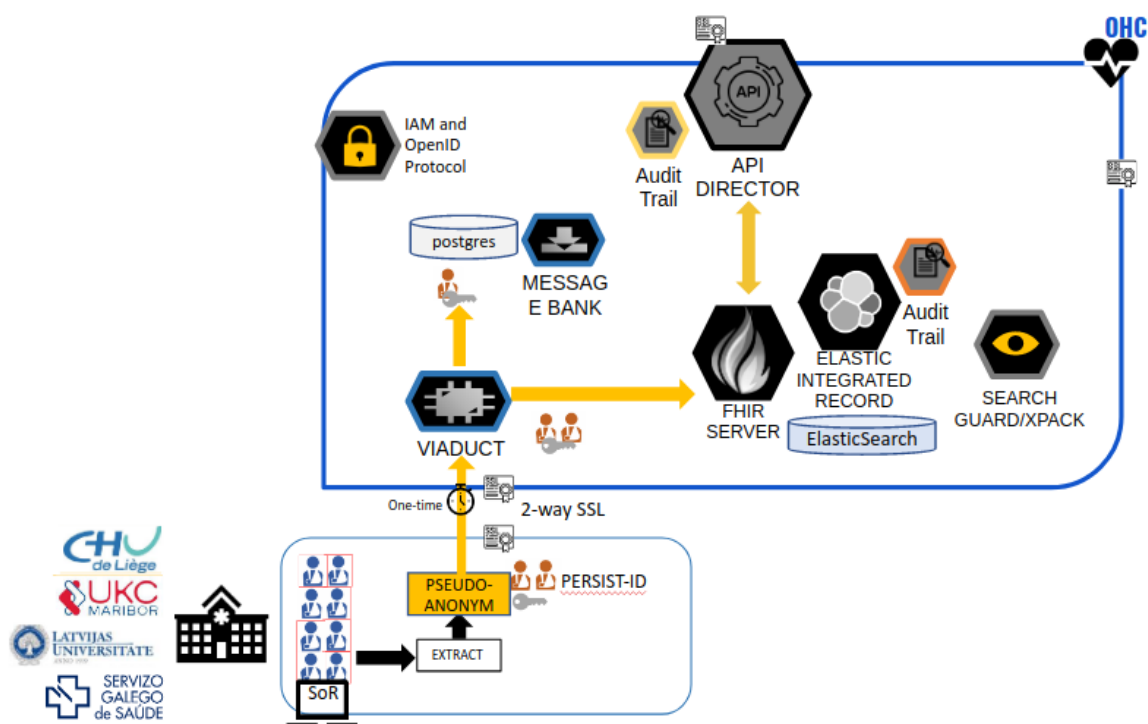 OHC
API
IAM and
OpenID
Protocol
Audit
Trail
API
DIRECTOR
postgres
MESSAG
E BANK
Audit
Trail
ELASTIC
INTEGRATED
RECORD
FHIR
SERVER
SEARCH
GUARD/XPACK
ElasticSearch
VIADUCT
One-time
2-way SSL
CHU
de Liège
UKC
MARIBOR
LATVIJAS
UNIVERSITĀTE
SERVIZO
GALEGO
de SAÚDE
PSEUDO-
ANONYM
PERSIST-ID
EXTRACT
SoR